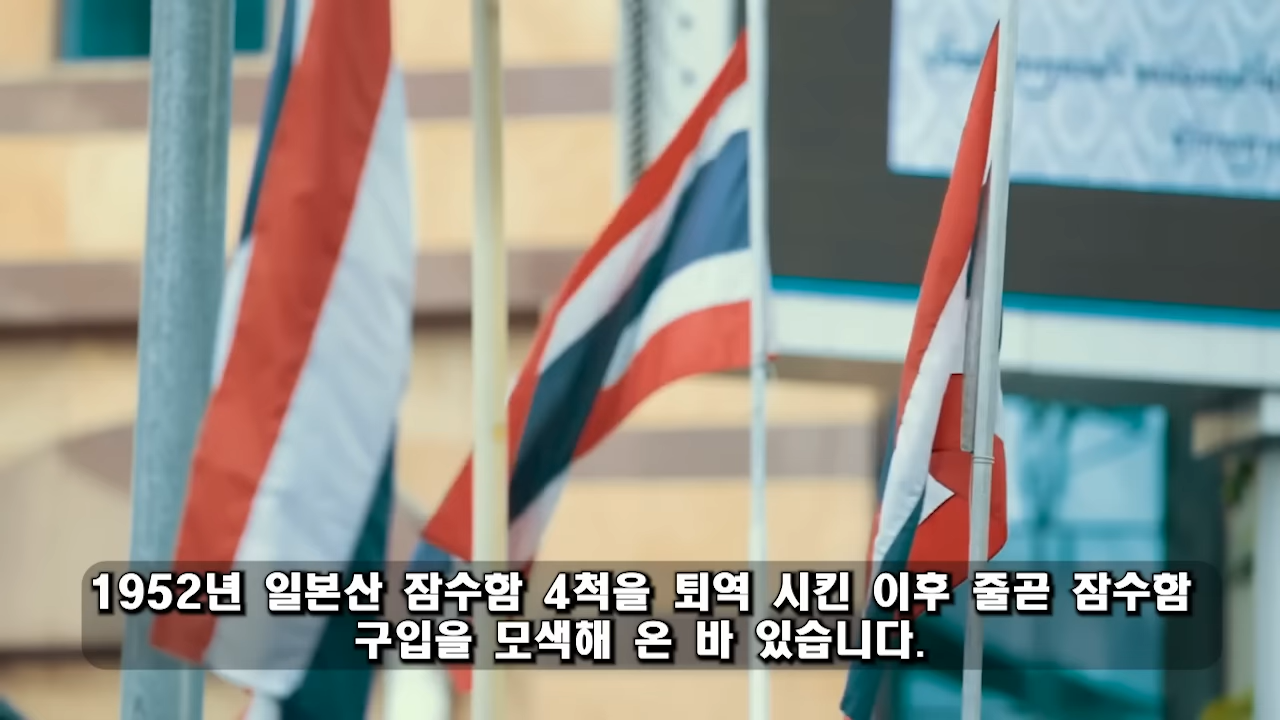 1952년 일본산 잠수함 4척을 퇴역 시킨 이후 줄곧 잠수함
구입을 모색해 온 바 있습니다.